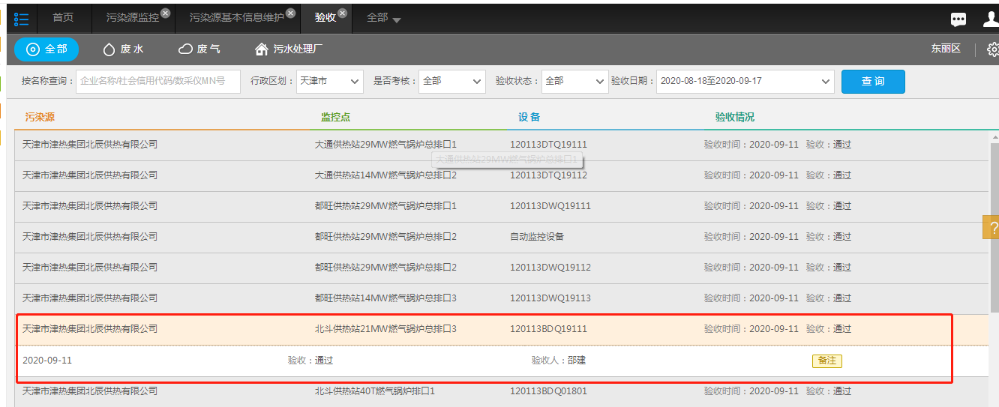 首页 污染源监控 污染源基本信息维护 验收 全部
全部 废水 废气 污水处理厂 东丽区
按名称查询： 企业名称/社会信用代码/数采仪MN号 行政区划： 天津市 是否考核： 全部 验收状态： 全部 验收日期： 2020-08-18至2020-09-17 查询
污染源 监控点 设备 验收情况
天津市津热集团北辰供热有限公司 大通供热站29MW燃气锅炉总排口1 120113DTQ19111 验收时间：2020-09-11 验收：通过
大通供热站29MW燃气锅炉总排口1
天津市津热集团北辰供热有限公司 大通供热站14MW燃气锅炉总排口2 120113DTQ19112 验收时间：2020-09-11 验收：通过
天津市津热集团北辰供热有限公司 都旺供热站29MW燃气锅炉总排口1 120113DWQ19111 验收时间：2020-09-11 验收：通过
?
天津市津热集团北辰供热有限公司 都旺供热站29MW燃气锅炉总排口2 自动监控设备 验收时间：2020-09-11 验收：通过
天津市津热集团北辰供热有限公司 都旺供热站29MW燃气锅炉总排口2 120113DWQ19112 验收时间：2020-09-11 验收：通过
天津市津热集团北辰供热有限公司 都旺供热站14MW燃气锅炉总排口3 120113DWQ19113 验收时间：2020-09-11 验收：通过
天津市津热集团北辰供热有限公司 北斗供热站21MW燃气锅炉总排口3 120113BDQ19111 验收时间：2020-09-11 验收：通过
2020-09-11 验收：通过 验收人：邵建 备注
天津市津热集团北辰供热有限公司 北斗供热站40T燃气锅炉排口1 120113BDQ01801 验收时间：2020-09-11 验收：通过